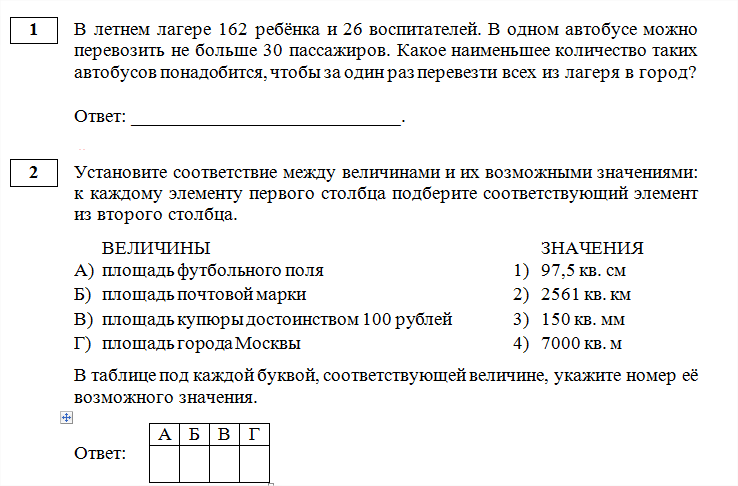 1 В летнем лагере 162 ребёнка и 26 воспитателей. В одном автобусе можно
перевозить не больше 30 пассажиров. Какое наименьшее количество таких
автобусов понадобится, чтобы за один раз перевезти всех из лагеря в город?
Ответ: ______________________________.
2 Установите соответствие между величинами и их возможными значениями:
к каждому элементу первого столбца подберите соответствующий элемент
из второго столбца.
ВЕЛИЧИНЫ ЗНАЧЕНИЯ
А) площадь футбольного поля 1) 97,5 кв. см
Б) площадь почтовой марки 2) 2561 кв. км
В) площадь купюры достоинством 100 рублей 3) 150 кв. мм
Г) площадь города Москвы 4) 7000 кв. м
В таблице под каждой буквой, соответствующей величине, укажите номер её
возможного значения.
А Б В Г
Ответ: